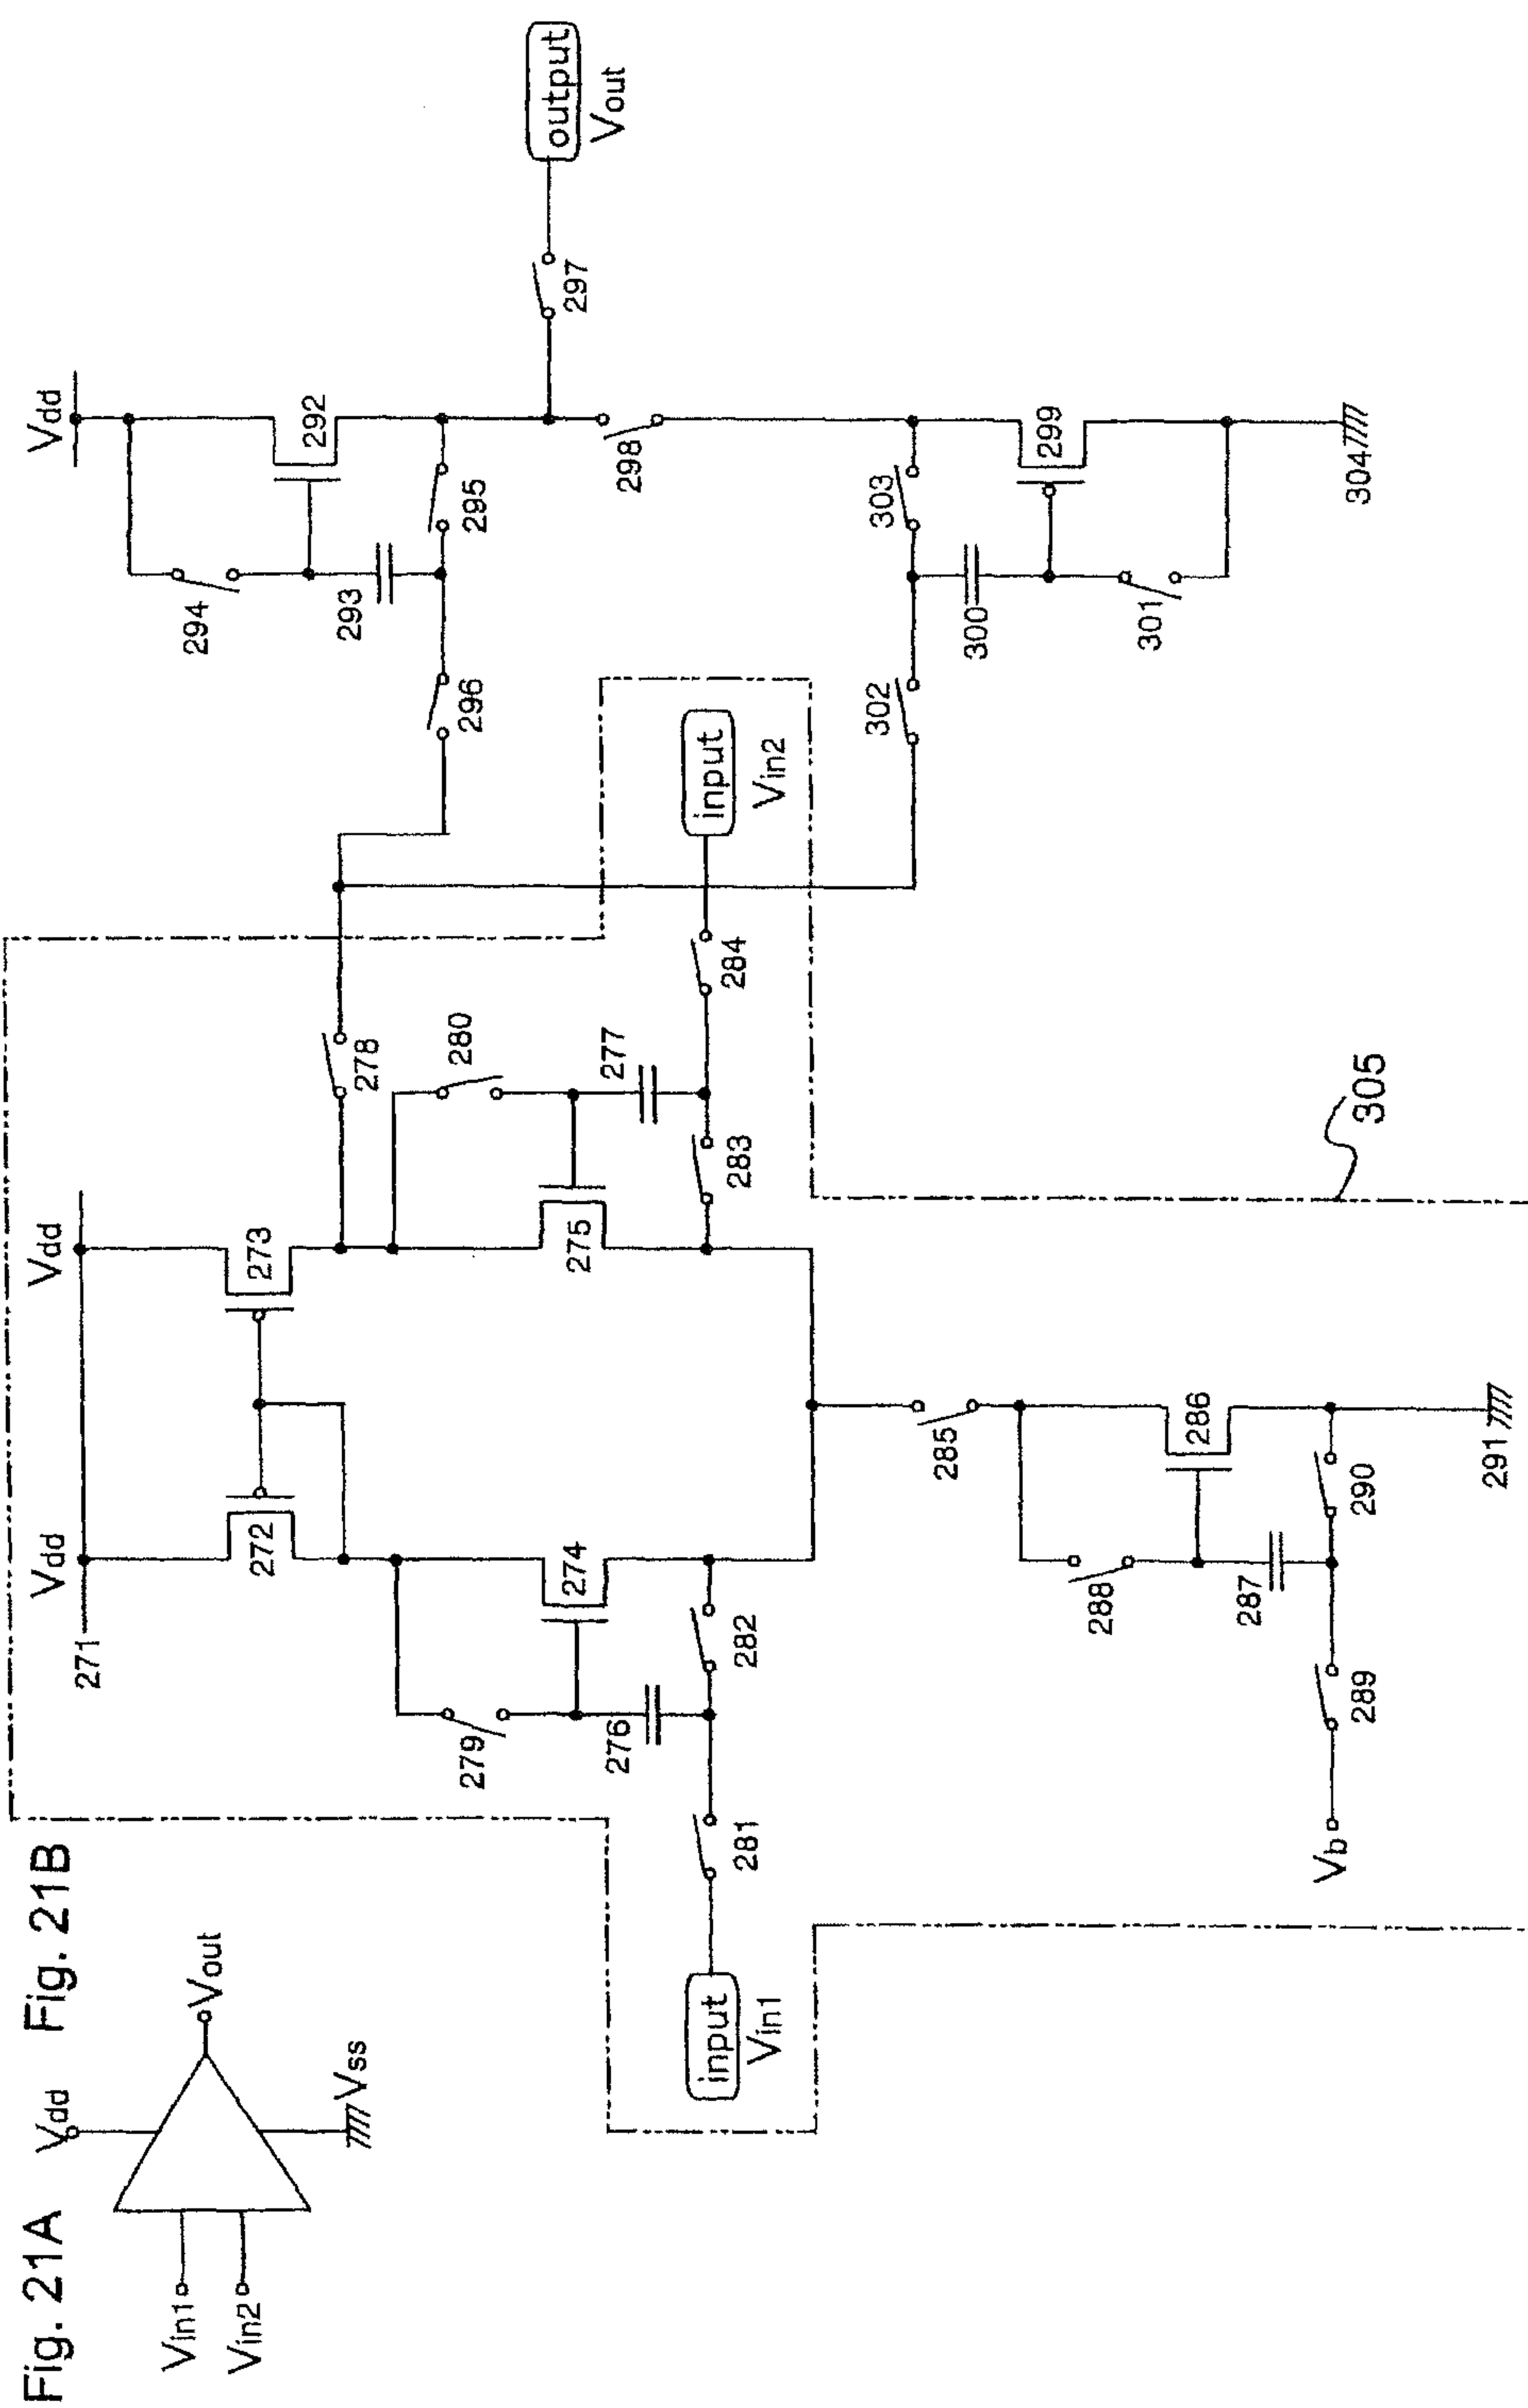 Fig. 21A
Vdd
Vin1
Vin2
Vout
Vss
Fig. 21B
271
Vdd
Vdd
272
273
274
275
276
277
278
279
280
281
282
283
284
input
Vin1
input
Vin2
285
286
287
288
289
290
Vb
291
Vdd
292
293
294
295
296
297
output
Vout
298
299
300
301
302
303
304
305